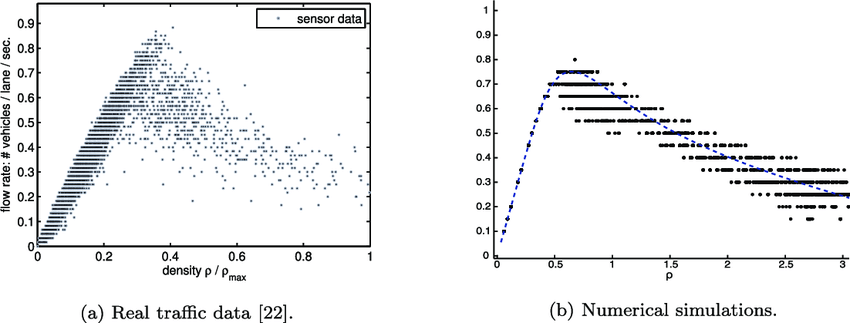 0.9
0.8
0.7
0.6
0.5
0.4
0.3
0.2
0.1
0
0 0.2 0.4 0.6 0.8 1
flow rate: # vehicles / lane / sec.
density ρ / ρmax
sensor data
(a) Real traffic data [22].
1
0.9
0.8
0.7
0.6
0.5
0.4
0.3
0.2
0.1
0
0 0.5 1 1.5 2 2.5 3
ρ
(b) Numerical simulations.